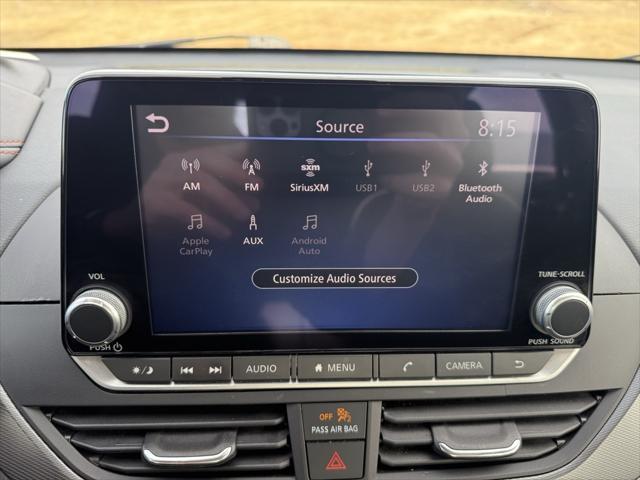 Source 8:15
AM FM sxm SiriusXM USB1 USB2 Bluetooth
Audio
Apple
CarPlay
AUX
Android
Auto
Customize Audio Sources
VOL
TUNE·SCROLL
PUSH
PUSH SOUND
AUDIO MENU CAMERA
OFF
PASS AIR BAG